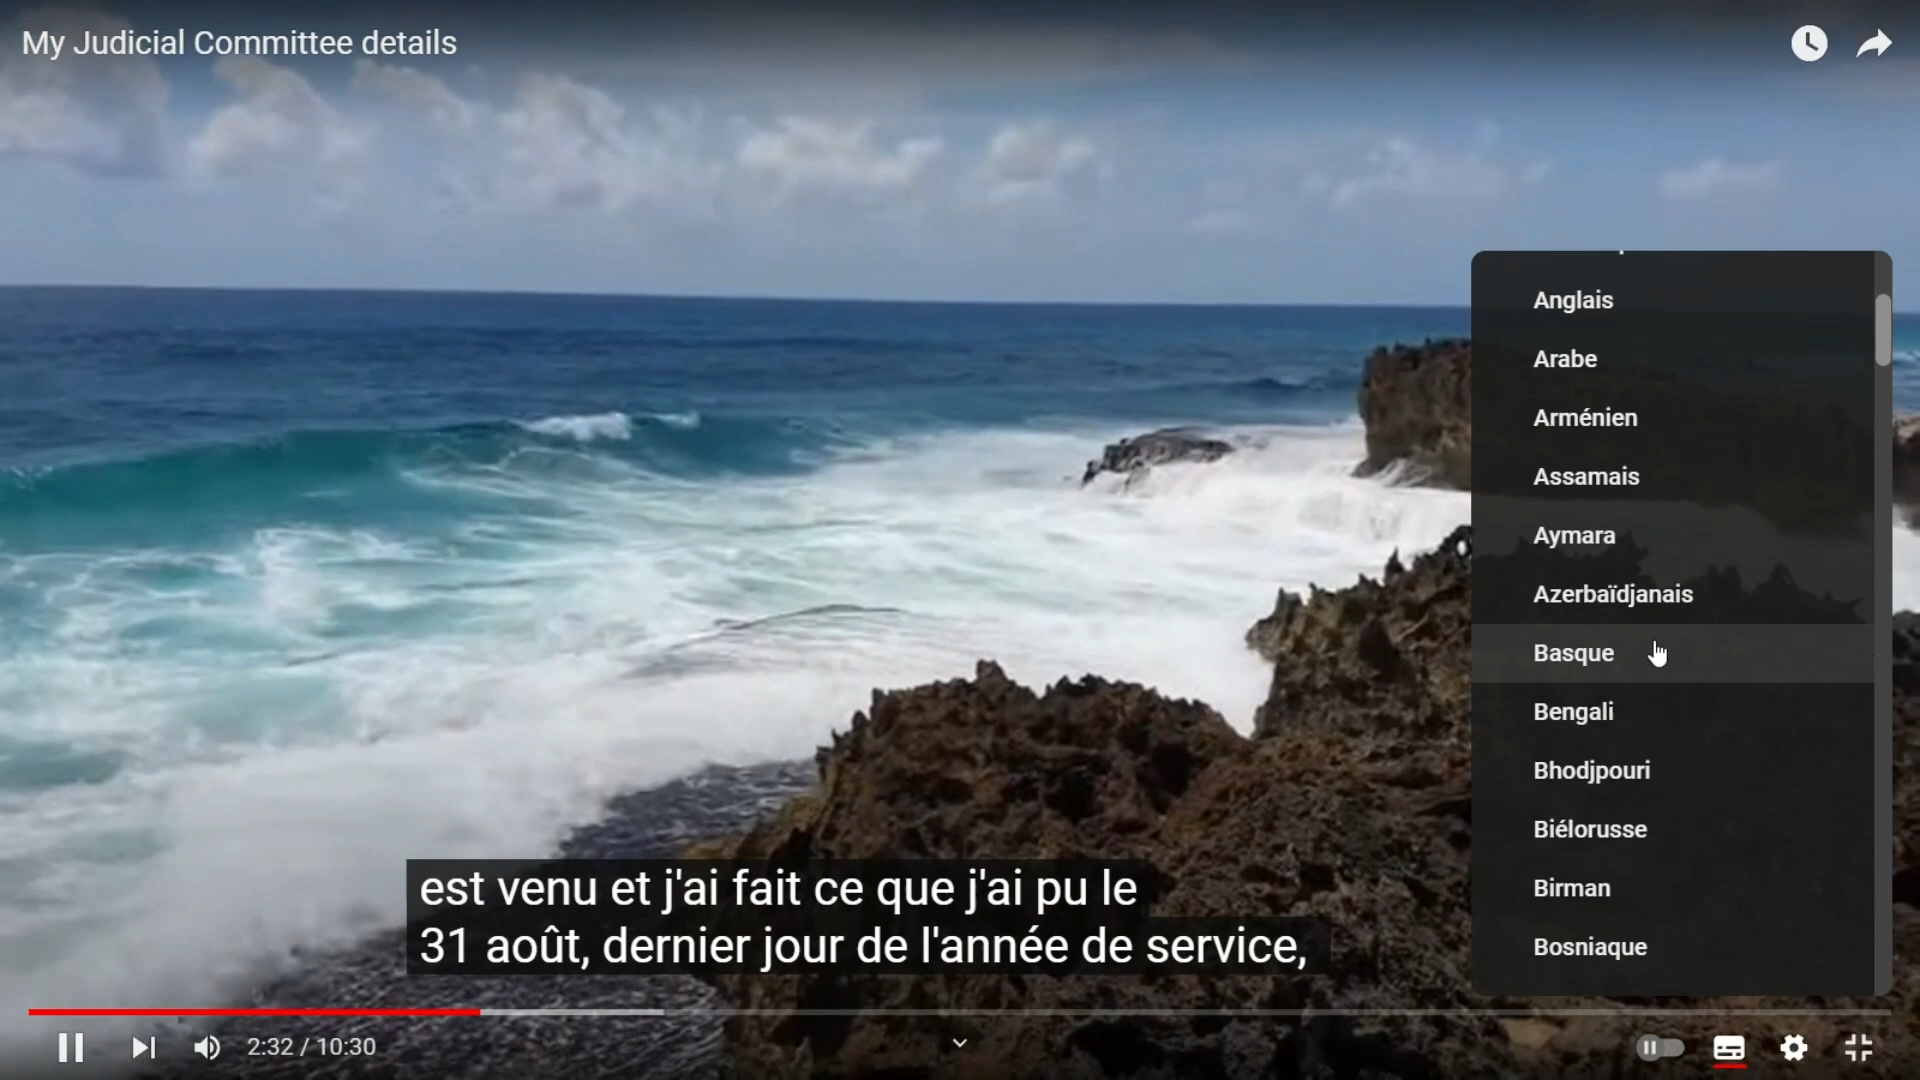 My Judicial Committee details
Anglais
Arabe
Arménien
Assamais
Aymara
Azerbaïdjanais
Basque
Bengali
Bhodjpouri
Biélorusse
Birman
Bosniaque
est venu et j'ai fait ce que j'ai pu le
31 août, dernier jour de l'année de service,
2:32 / 10:30